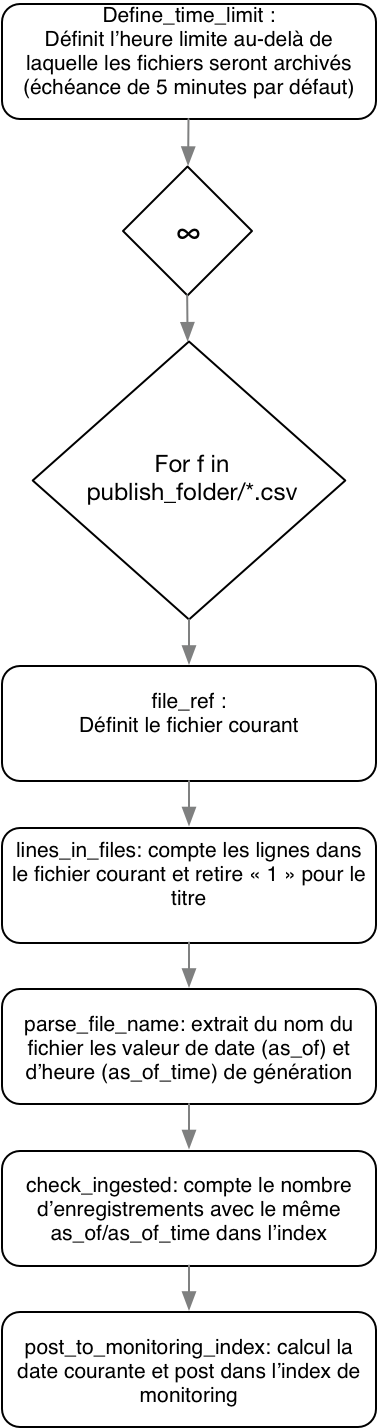 Define_time_limit :
Définit l'heure limite au-delà de
laquelle les fichiers seront archivés
(échéance de 5 minutes par défaut)
∞
For f in
publish_folder/*.csv
file_ref :
Définit le fichier courant
lines_in_files: compte les lignes dans
le fichier courant et retire « 1 » pour le
titre
parse_file_name: extrait du nom du
fichier les valeur de date (as_of) et
d'heure (as_of_time) de génération
check_ingested: compte le nombre
d'enregistrements avec le même
as_of/as_of_time dans l'index
post_to_monitoring_index: calcul la
date courante et post dans l'index de
monitoring